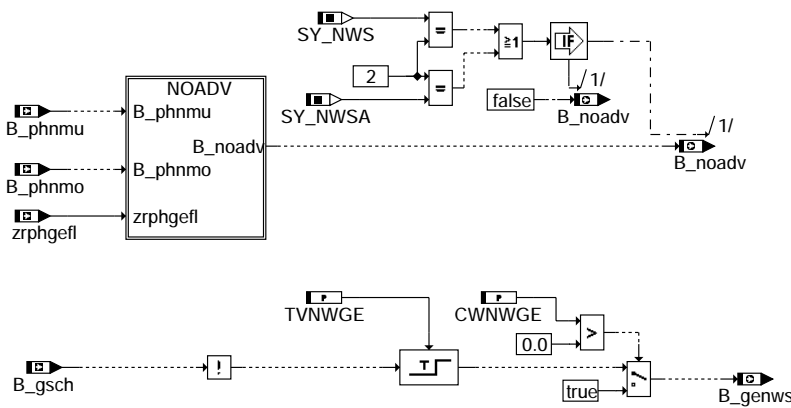 SY_NWS
=
≥1
IF
2
/ 1/
=
false
SY_NWSA
B_noadv
/ 1/
NOADV
B_phnmu
B_phnmu
B_noadv
B_noadv
B_phnmo
B_phnmo
zrphgefl
zrphgefl
P
P
TVNWGE
CWNWGE
>
0.0
!
T
B_gsch
true
B_genws